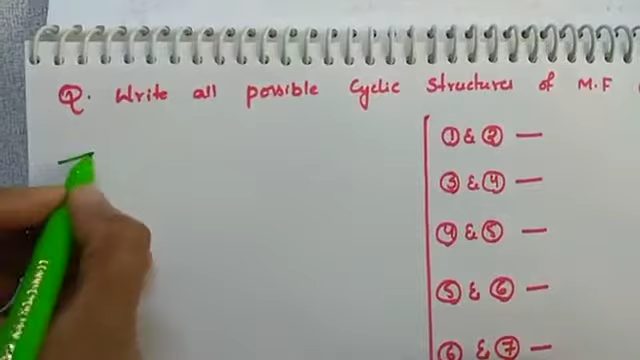 Q. Write all possible Cyclic Structures of M.F
① & ② —
③ & ④ —
④ & ⑤ —
⑤ & ⑥ —
⑥ & ⑦ —